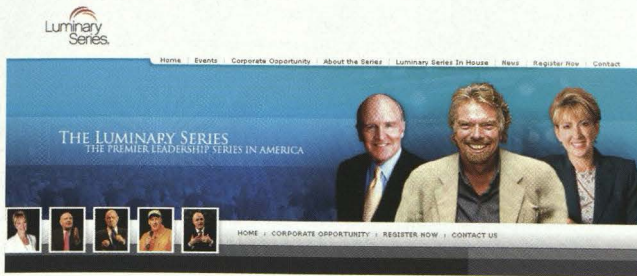 Luminary
Series.
Home Events Corporate Opportunity About the Series Luminary Series In House News Register Now Contact
THE LUMINARY SERIES
THE PREMIER LEADERSHIP SERIES IN AMERICA
HOME : CORPORATE OPPORTUNITY : REGISTER NOW : CONTACT US